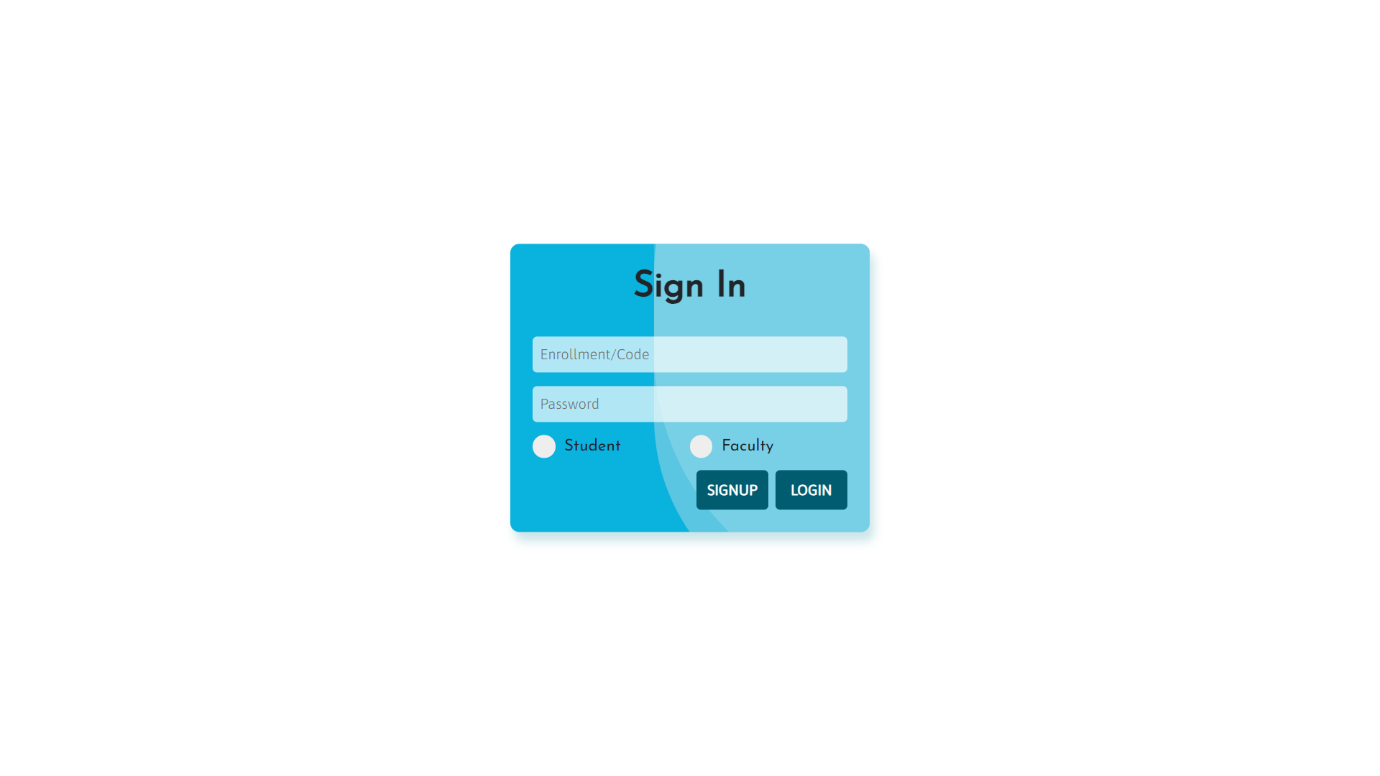 Sign In
Enrollment/Code
Password
Student Faculty
SIGNUP LOGIN